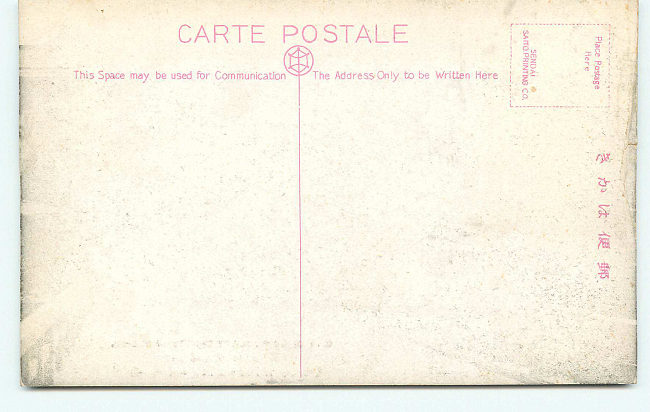 CARTE POSTALE
This Space may be used for Communication
The Address Only to be Written Here
Place Postage
Here
SENDAI
SAITO PRINTING CO.
郵便はかき